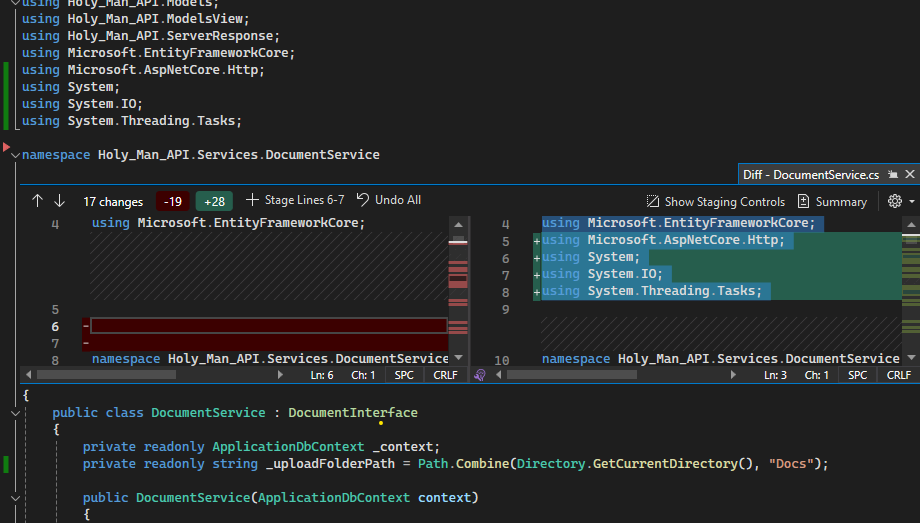 using Holy_Man_API.Models;
using Holy_Man_API.ModelsView;
using Holy_Man_API.ServerResponse;
using Microsoft.EntityFrameworkCore;
using Microsoft.AspNetCore.Http;
using System;
using System.IO;
using System.Threading.Tasks;
namespace Holy_Man_API.Services.DocumentService
Diff - DocumentService.cs
17 changes -19 +28 Stage Lines 6-7 Undo All Show Staging Controls Summary
4 using Microsoft.EntityFrameworkCore;
5
6 -
7 -
8 namespace Holy_Man_API.Services.DocumentService
Ln: 6 Ch: 1 SPC CRLF
4 using Microsoft.EntityFrameworkCore;
5 +using Microsoft.AspNetCore.Http;
6 +using System;
7 +using System.IO;
8 +using System.Threading.Tasks;
9
10 namespace Holy_Man_API.Services.DocumentService
Ln: 3 Ch: 1 SPC CRLF
{
public class DocumentService : DocumentInterface
{
private readonly ApplicationDbContext _context;
private readonly string _uploadFolderPath = Path.Combine(Directory.GetCurrentDirectory(), "Docs");
public DocumentService(ApplicationDbContext context)
{